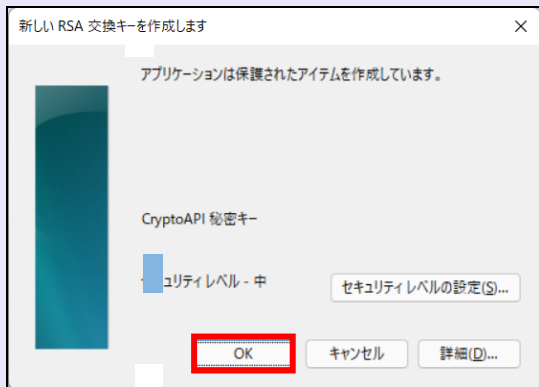 新しい RSA 交換キーを作成します
アプリケーションは保護されたアイテムを作成しています。
CryptoAPI 秘密キー
ュリティ レベル - 中
セキュリティ レベルの設定(S)...
OK
キャンセル
詳細(D)...